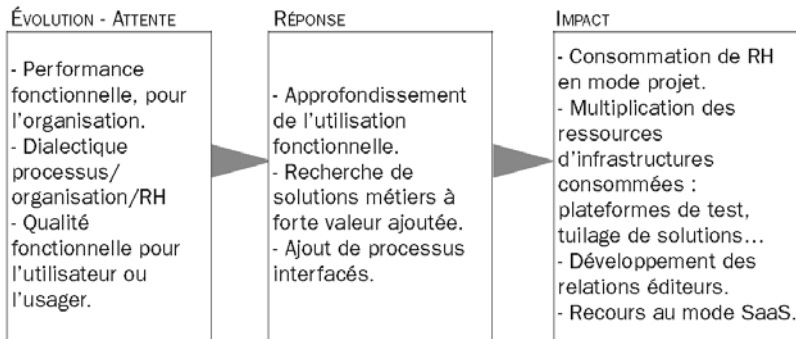 ÉVOLUTION - ATTENTE
- Performance
fonctionnelle, pour
l'organisation.
- Dialectique
processus/
organisation/RH
- Qualité
fonctionnelle pour
l'utilisateur ou
l'usager.
RÉPONSE
- Approfondissement
de l'utilisation
fonctionnelle.
- Recherche de
solutions métiers à
forte valeur ajoutée.
- Ajout de processus
interfacés.
IMPACT
- Consommation de RH
en mode projet.
- Multiplication des
ressources
d'infrastructures
consommées :
plateformes de test,
tuilage de solutions...
- Développement des
relations éditeurs.
- Recours au mode SaaS.